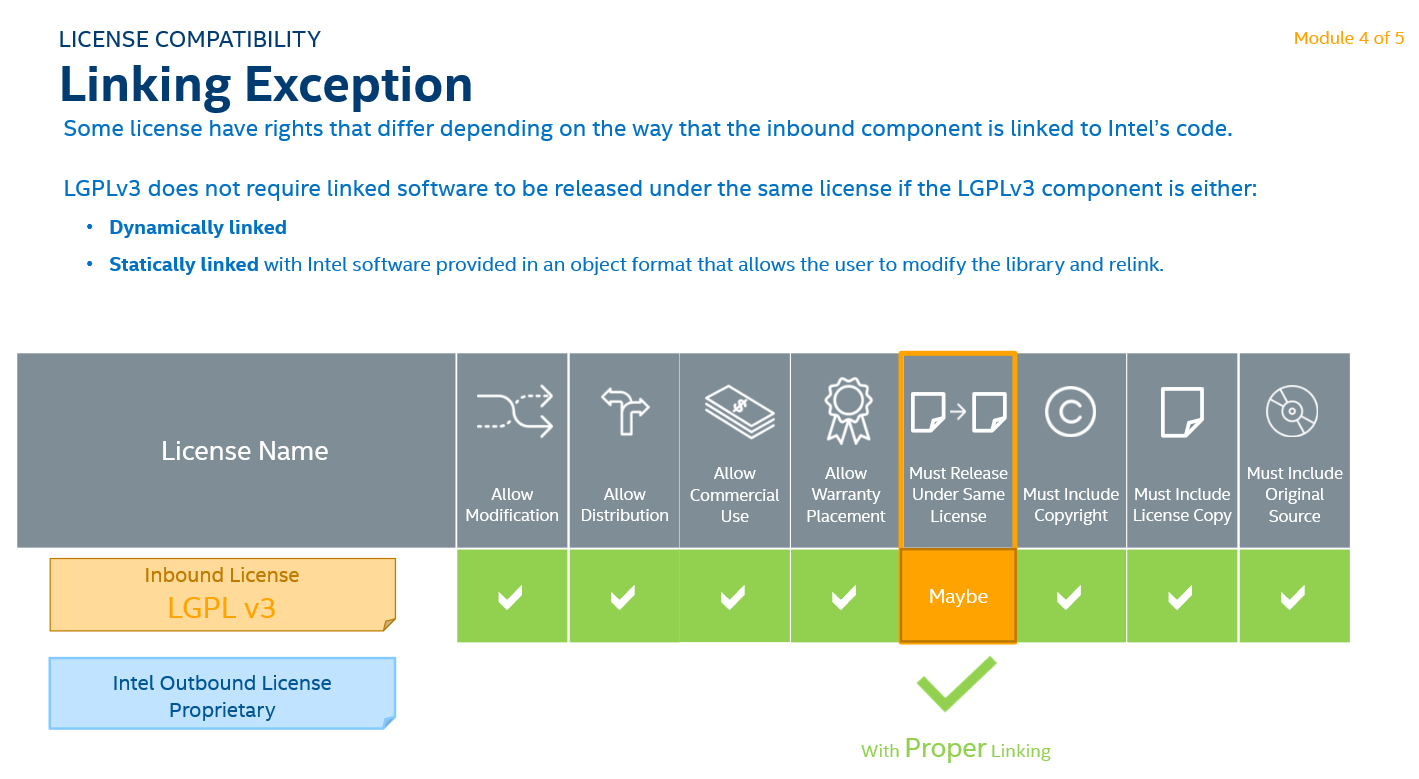 LICENSE COMPATIBILITY
Module 4 of 5
Linking Exception
Some license have rights that differ depending on the way that the inbound component is linked to Intel's code.
LGPLv3 does not require linked software to be released under the same license if the LGPLv3 component is either:
• Dynamically linked
• Statically linked with Intel software provided in an object format that allows the user to modify the library and relink.
License Name
Allow
Modification
Allow
Distribution
Allow
Commercial
Use
Allow
Warranty
Placement
Must Release
Under Same
License
Must Include
Copyright
Must Include
License Copy
Must Include
Original
Source
Inbound License
LGPL v3
Maybe
Intel Outbound License
Proprietary
With Proper Linking